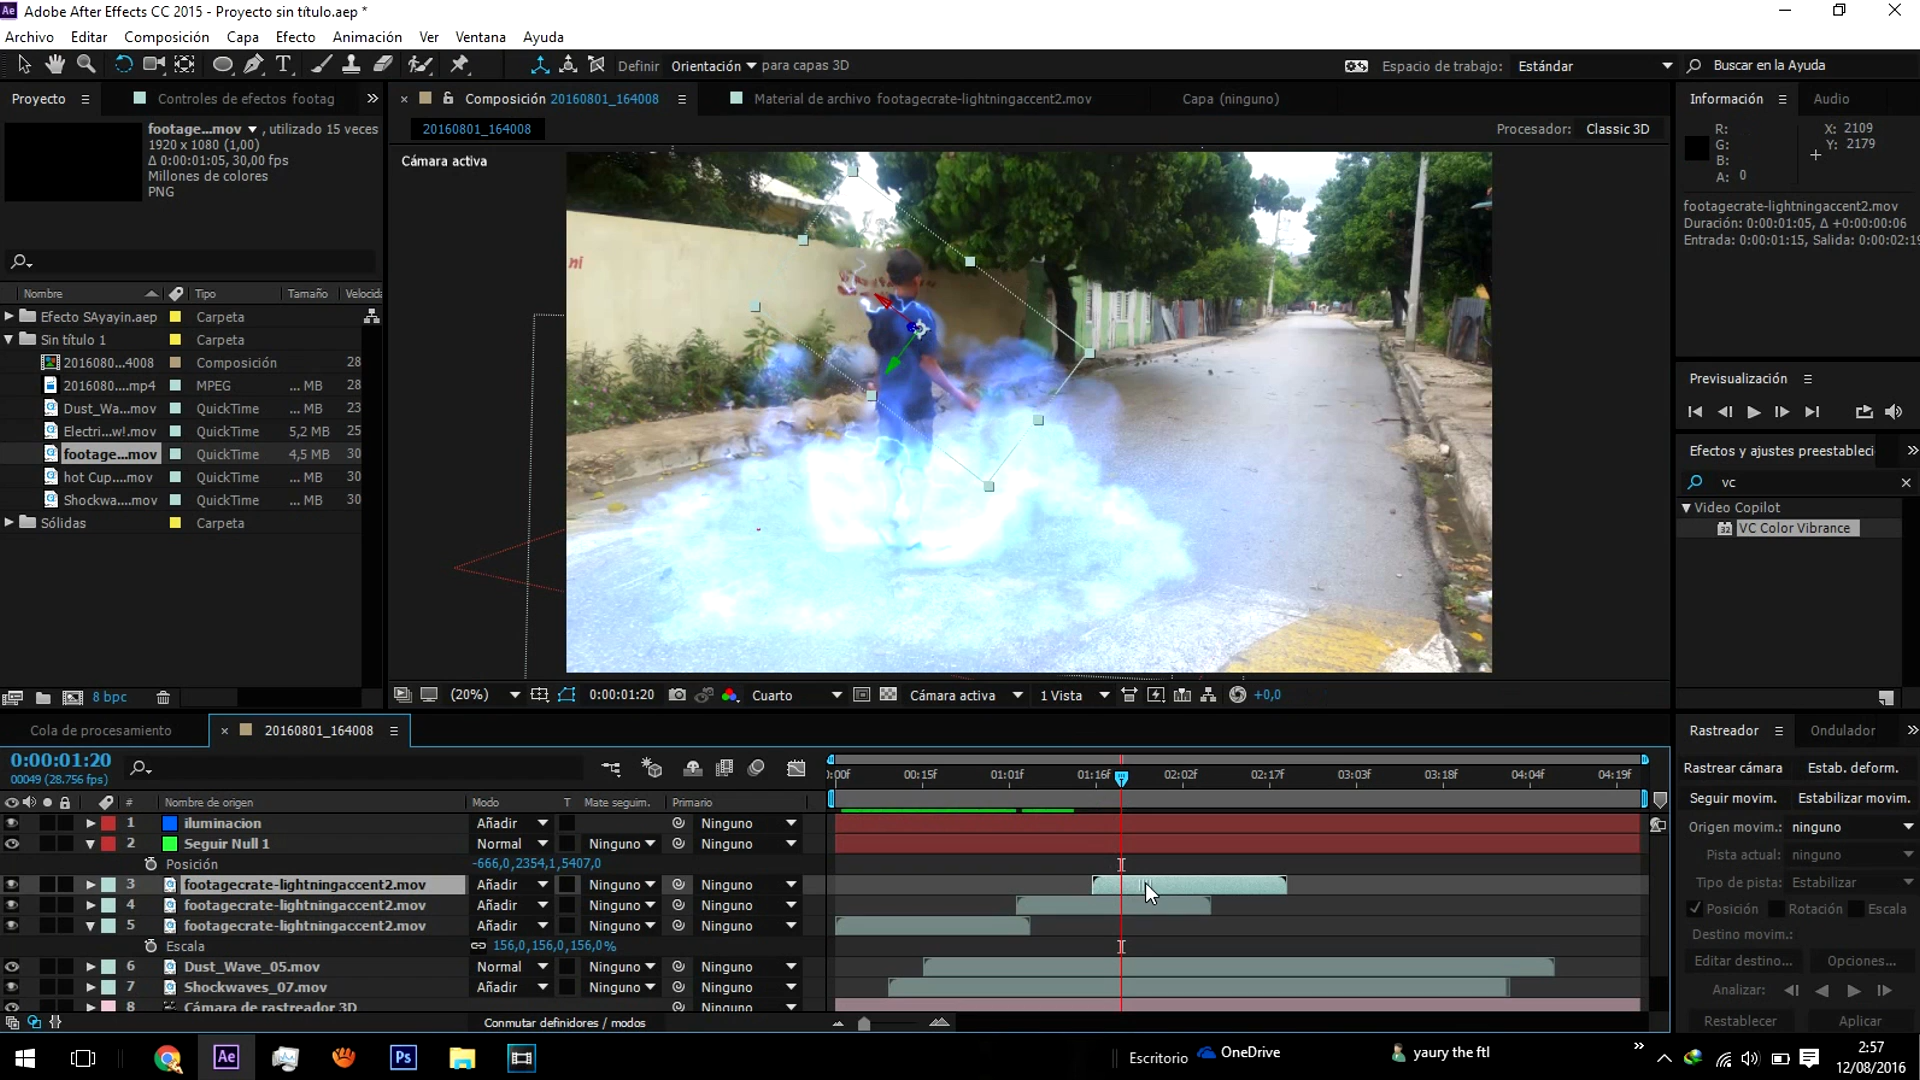 Adobe After Effects CC 2015 - Proyecto sin título.aep *
Archivo Editar Composición Capa Efecto Animación Ver Ventana Ayuda
Definir Orientación para capas 3D Espacio de trabajo: Estándar Buscar en la Ayuda
Proyecto Controles de efectos footag Composición 20160801_164008 Material de archivo footagecrate-lightningaccent2.mov Capa (ninguno) Información Audio
20160801_164008 Procesador: Classic 3D
footage...mov , utilizado 15 veces
1920 x 1080 (1,00)
Δ 0:00:01:05, 30,00 fps
Millones de colores
PNG
Cámara activa
R:
G:
B:
A: 0
X: 2109
Y: 2179
footagecrate-lightningaccent2.mov
Duración: 0:00:01:05, Δ +0:00:00:06
Entrada: 0:00:01:15, Salida: 0:00:02:19
ni
Nombre Tipo Tamaño Velocida
Efecto SAyayin.aep Carpeta
Sin título 1 Carpeta
2016080...4008 Composición 28
2016080....mp4 MPEG ... MB 28
Dust_Wa...mov QuickTime ... MB 23
Electri...w!.mov QuickTime 5,2 MB 25
footage...mov QuickTime 4,5 MB 30
hot Cup....mov QuickTime ... MB 30
Shockwa....mov QuickTime ... MB 30
Sólidas Carpeta
Previsualización
Efectos y ajustes preestableci
vc
Video Copilot
32 VC Color Vibrance
8 bpc
(20%) 0:00:01:20 Cuarto Cámara activa 1 Vista +0,0
Cola de procesamiento 20160801_164008
0:00:01:20
00049 (28.756 fps)
:00f 00:15f 01:01f 01:16f 02:02f 02:17f 03:03f 03:18f 04:04f 04:19f
# Nombre de origen Modo T Mate seguim. Primario
1 iluminacion Añadir Ninguno
2 Seguir Null 1 Normal Ninguno Ninguno
Posición -666,0,2354,1,5407,0
3 footagecrate-lightningaccent2.mov Añadir Ninguno Ninguno
4 footagecrate-lightningaccent2.mov Añadir Ninguno Ninguno
5 footagecrate-lightningaccent2.mov Añadir Ninguno Ninguno
Escala 156,0,156,0,156,0%
6 Dust_Wave_05.mov Normal Ninguno Ninguno
7 Shockwaves_07.mov Añadir Ninguno Ninguno
8 Cámara de rastreador 3D Ninguno
Conmutar definidores / modos
Rastreador Ondulador
Rastrear cámara Estab. deform.
Seguir movim. Estabilizar movim.
Origen movim.: ninguno
Pista actual: ninguno
Tipo de pista: Estabilizar
Posición Rotación Escala
Destino movim.:
Editar destino... Opciones...
Analizar:
Restablecer Aplicar
Ae Ps
Escritorio OneDrive yaury the ftl
2:57
12/08/2016